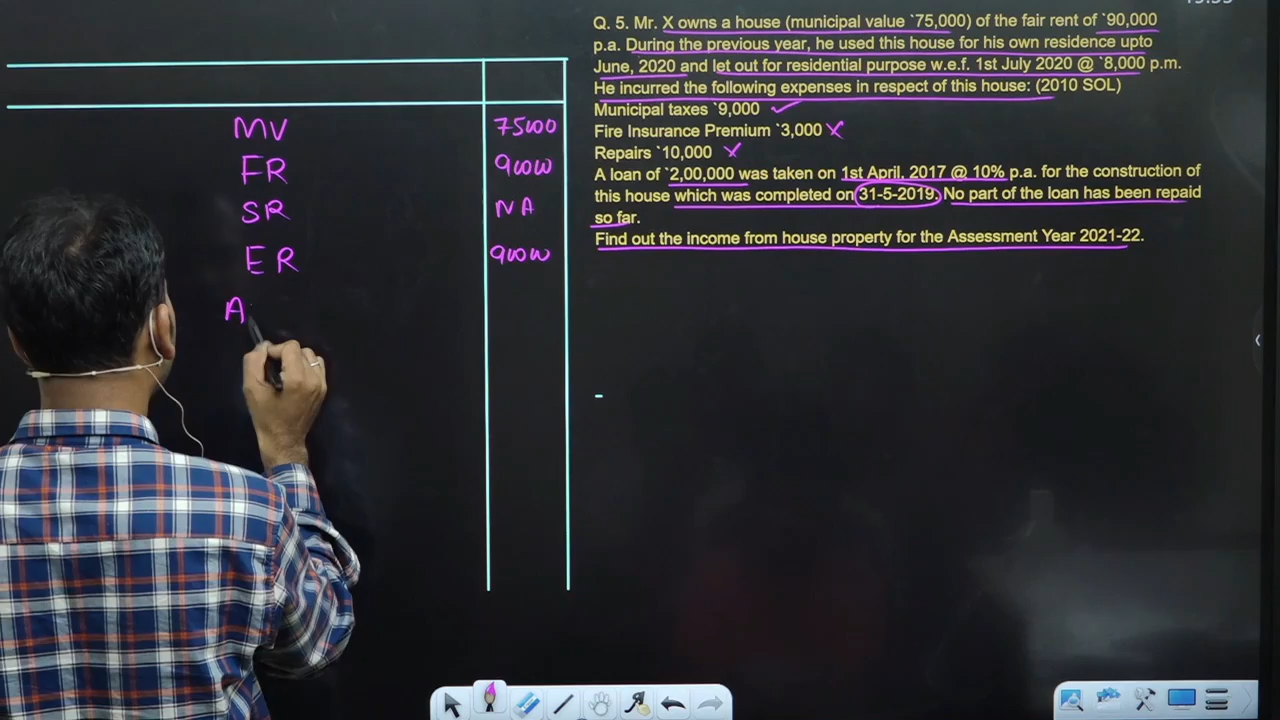 Q. 5. Mr. X owns a house (municipal value `75,000) of the fair rent of `90,000
p.a. During the previous year, he used this house for his own residence upto
June, 2020 and let out for residential purpose w.e.f. 1st July 2020 @ `8,000 p.m.
He incurred the following expenses in respect of this house: (2010 SOL)
Municipal taxes `9,000
Fire Insurance Premium `3,000
Repairs `10,000
A loan of `2,00,000 was taken on 1st April, 2017 @ 10% p.a. for the construction of
this house which was completed on 31-5-2019. No part of the loan has been repaid
so far.
Find out the income from house property for the Assessment Year 2021-22.
MV 75000
FR 90000
SR NA
ER 90000
A